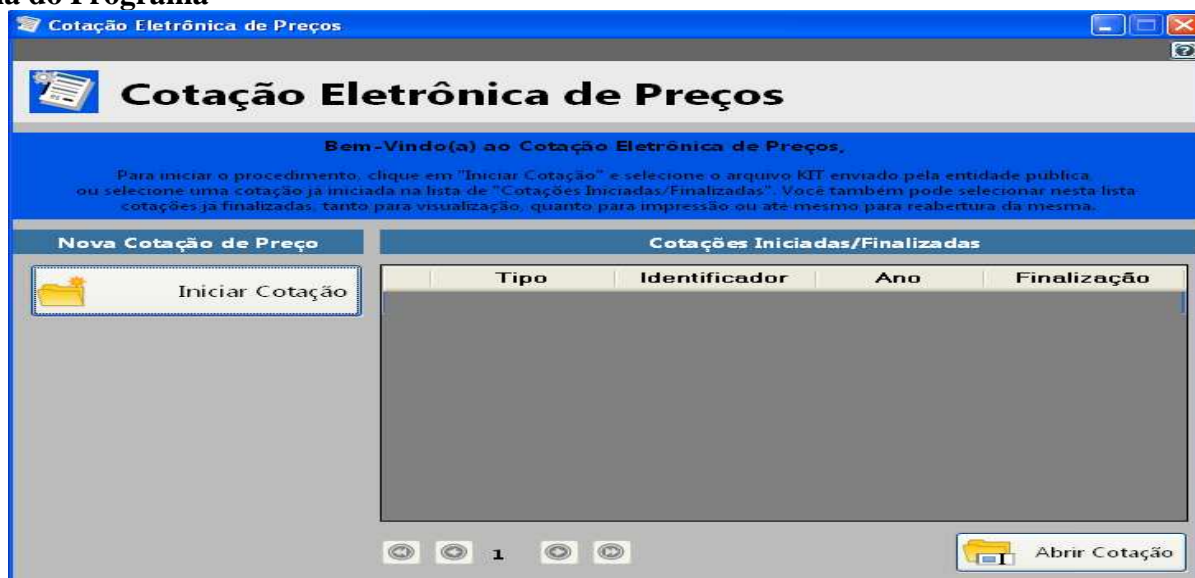 do Programa
Cotação Eletrônica de Preços
Cotação Eletrônica de Preços
Bem-Vindo(a) ao Cotação Eletrônica de Preços,
Para iniciar o procedimento, clique em "Iniciar Cotação" e selecione o arquivo KIT enviado pela entidade pública,
ou selecione uma cotação já iniciada na lista de "Cotações Iniciadas/Finalizadas". Você também pode selecionar nesta lista
cotações já finalizadas, tanto para visualização, quanto para impressão ou até mesmo para reabertura da mesma.
Nova Cotação de Preço
Cotações Iniciadas/Finalizadas
Iniciar Cotação
Tipo Identificador Ano Finalização
1
Abrir Cotação